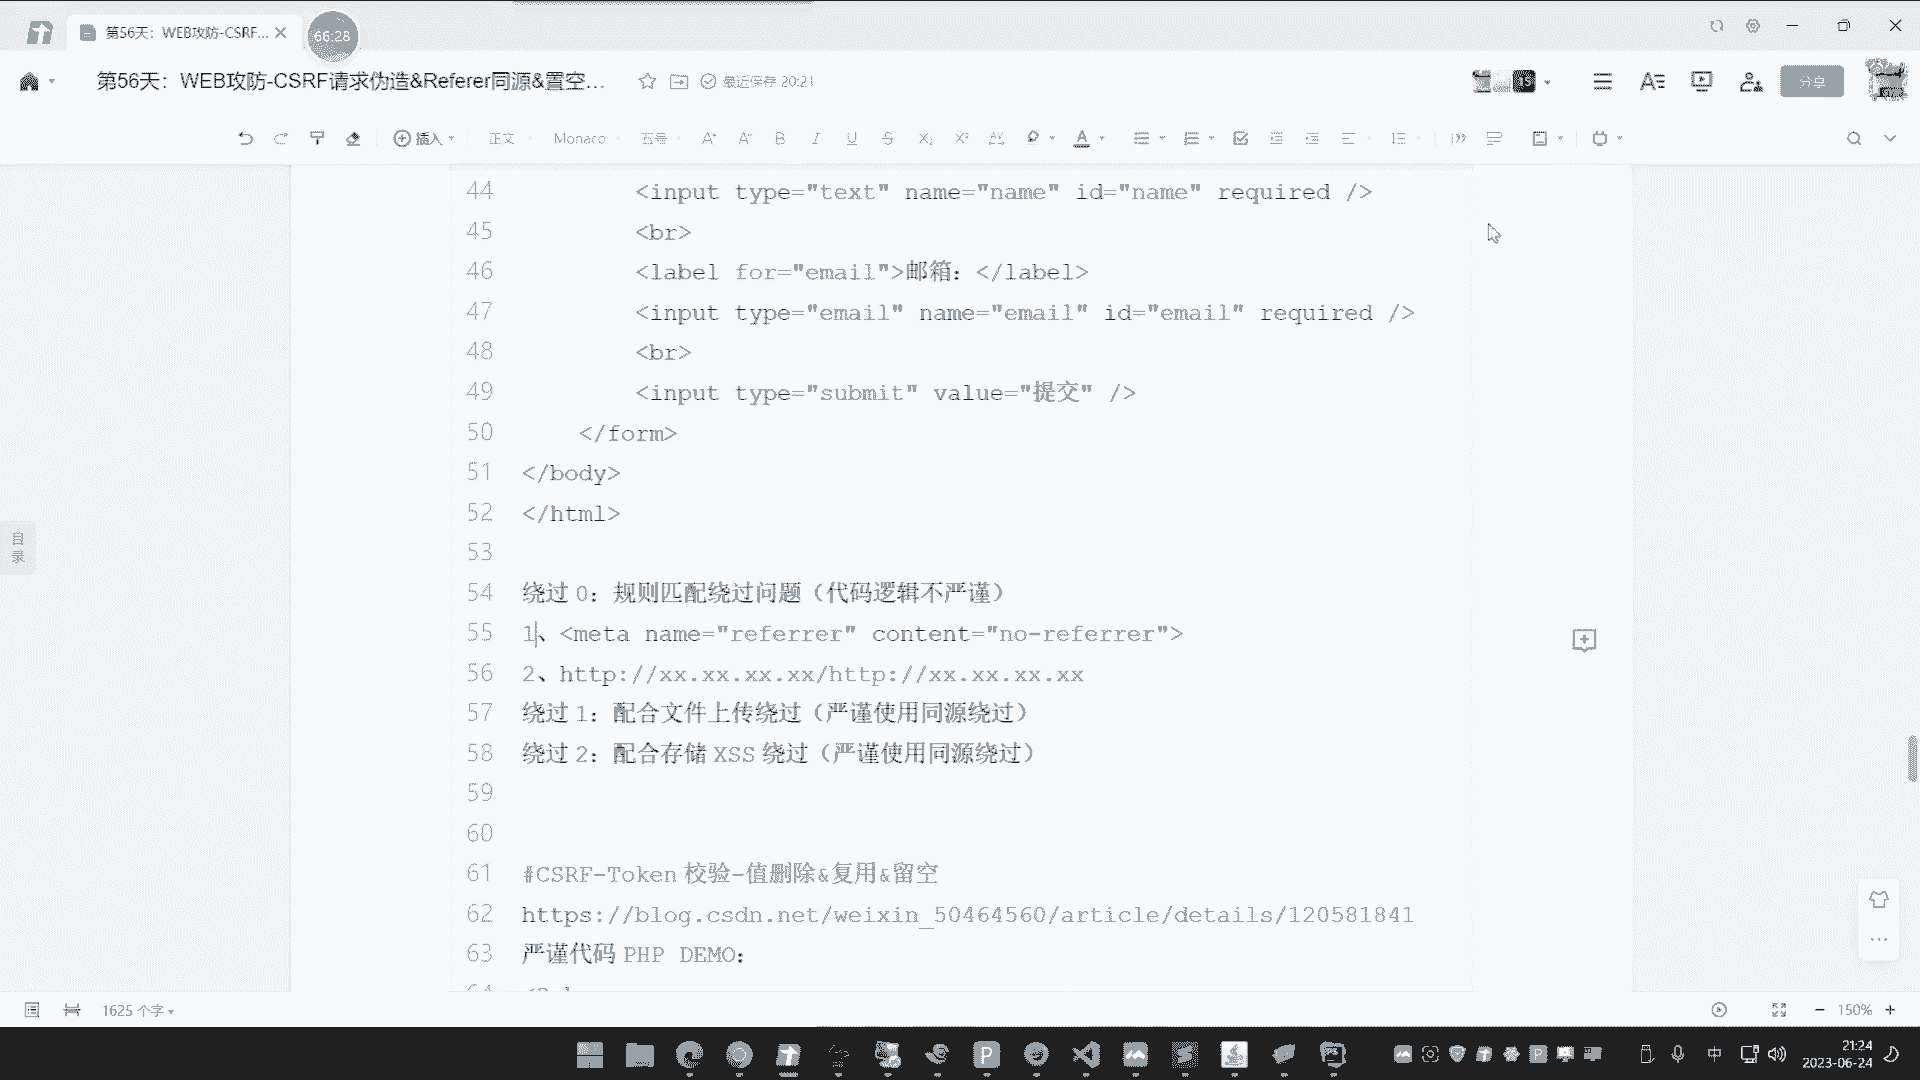 第56天：WEB攻防-CSRF...
66:28
第56天：WEB攻防-CSRF请求伪造&Referer同源&置空...
最近保存 20:21
分享
插入
正文
Monaco
五号
44 <input type="text" name="name" id="name" required />
45 <br>
46 <label for="email">邮箱：</label>
47 <input type="email" name="email" id="email" required />
48 <br>
49 <input type="submit" value="提交" />
50 </form>
51 </body>
52 </html>
53
54 绕过 0：规则匹配绕过问题（代码逻辑不严谨）
55 1、<meta name="referrer" content="no-referrer">
56 2、http://xx.xx.xx.xx/http://xx.xx.xx.xx
57 绕过 1：配合文件上传绕过（严谨使用同源绕过）
58 绕过 2：配合存储 XSS 绕过（严谨使用同源绕过）
59
60
61 #CSRF-Token 校验-值删除&复用&留空
62 https://blog.csdn.net/weixin_50464560/article/details/120581841
63 严谨代码 PHP DEMO：
目录
1625 个字
150%
中
21:24
2023-06-24